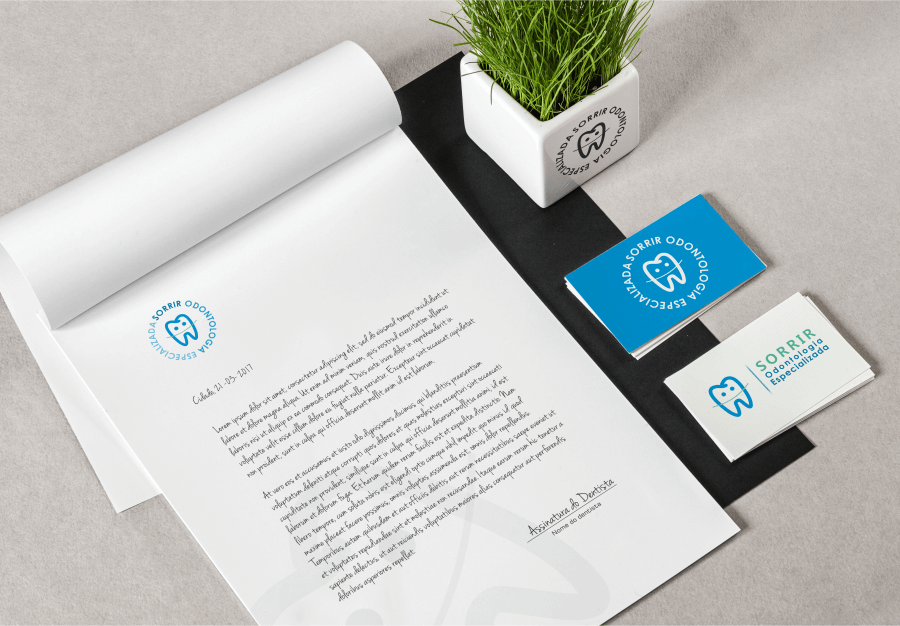 SORRIR ODONTOLOGIA ESPECIALIZADA
SORRIR ODONTOLOGIA ESPECIALIZADA
SORRIR
Odontologia
Especializada
SORRIR ODONTOLOGIA ESPECIALIZADA
Cidade, 21 .03. 2017
Lorem ipsum dolor sit amet, consectetur adipiscing elit, sed do eiusmod tempor incididunt ut
labore et dolore magna aliqua. Ut enim ad minim veniam, quis nostrud exercitation ullamco
laboris nisi ut aliquip ex ea commodo consequat. Duis aute irure dolor in reprehenderit in
voluptate velit esse cillum dolore eu fugiat nulla pariatur. Excepteur sint occaecat cupidatat
non proident, sunt in culpa qui officia deserunt mollit anim id est laborum.
At vero eos et accusamus et iusto odio dignissimos ducimus qui blanditiis praesentium
voluptatum deleniti atque corrupti quos dolores et quas molestias excepturi sint occaecati
cupiditate non provident, similique sunt in culpa qui officia deserunt mollitia animi, id est
laborum et dolorum fuga. Et harum quidem rerum facilis est et expedita distinctio. Nam
libero tempore, cum soluta nobis est eligendi optio cumque nihil impedit quo minus id quod
maxime placeat facere possimus, omnis voluptas assumenda est, omnis dolor repellendus.
Temporibus autem quibusdam et aut officiis debitis aut rerum necessitatibus saepe eveniet ut
et voluptates repudiandae sint et molestiae non recusandae. Itaque earum rerum hic tenetur a
sapiente delectus, ut aut reiciendis voluptatibus maiores alias consequatur aut perferendis
doloribus asperiores repellat.
Assinatura do Dentista
Nome do dentista